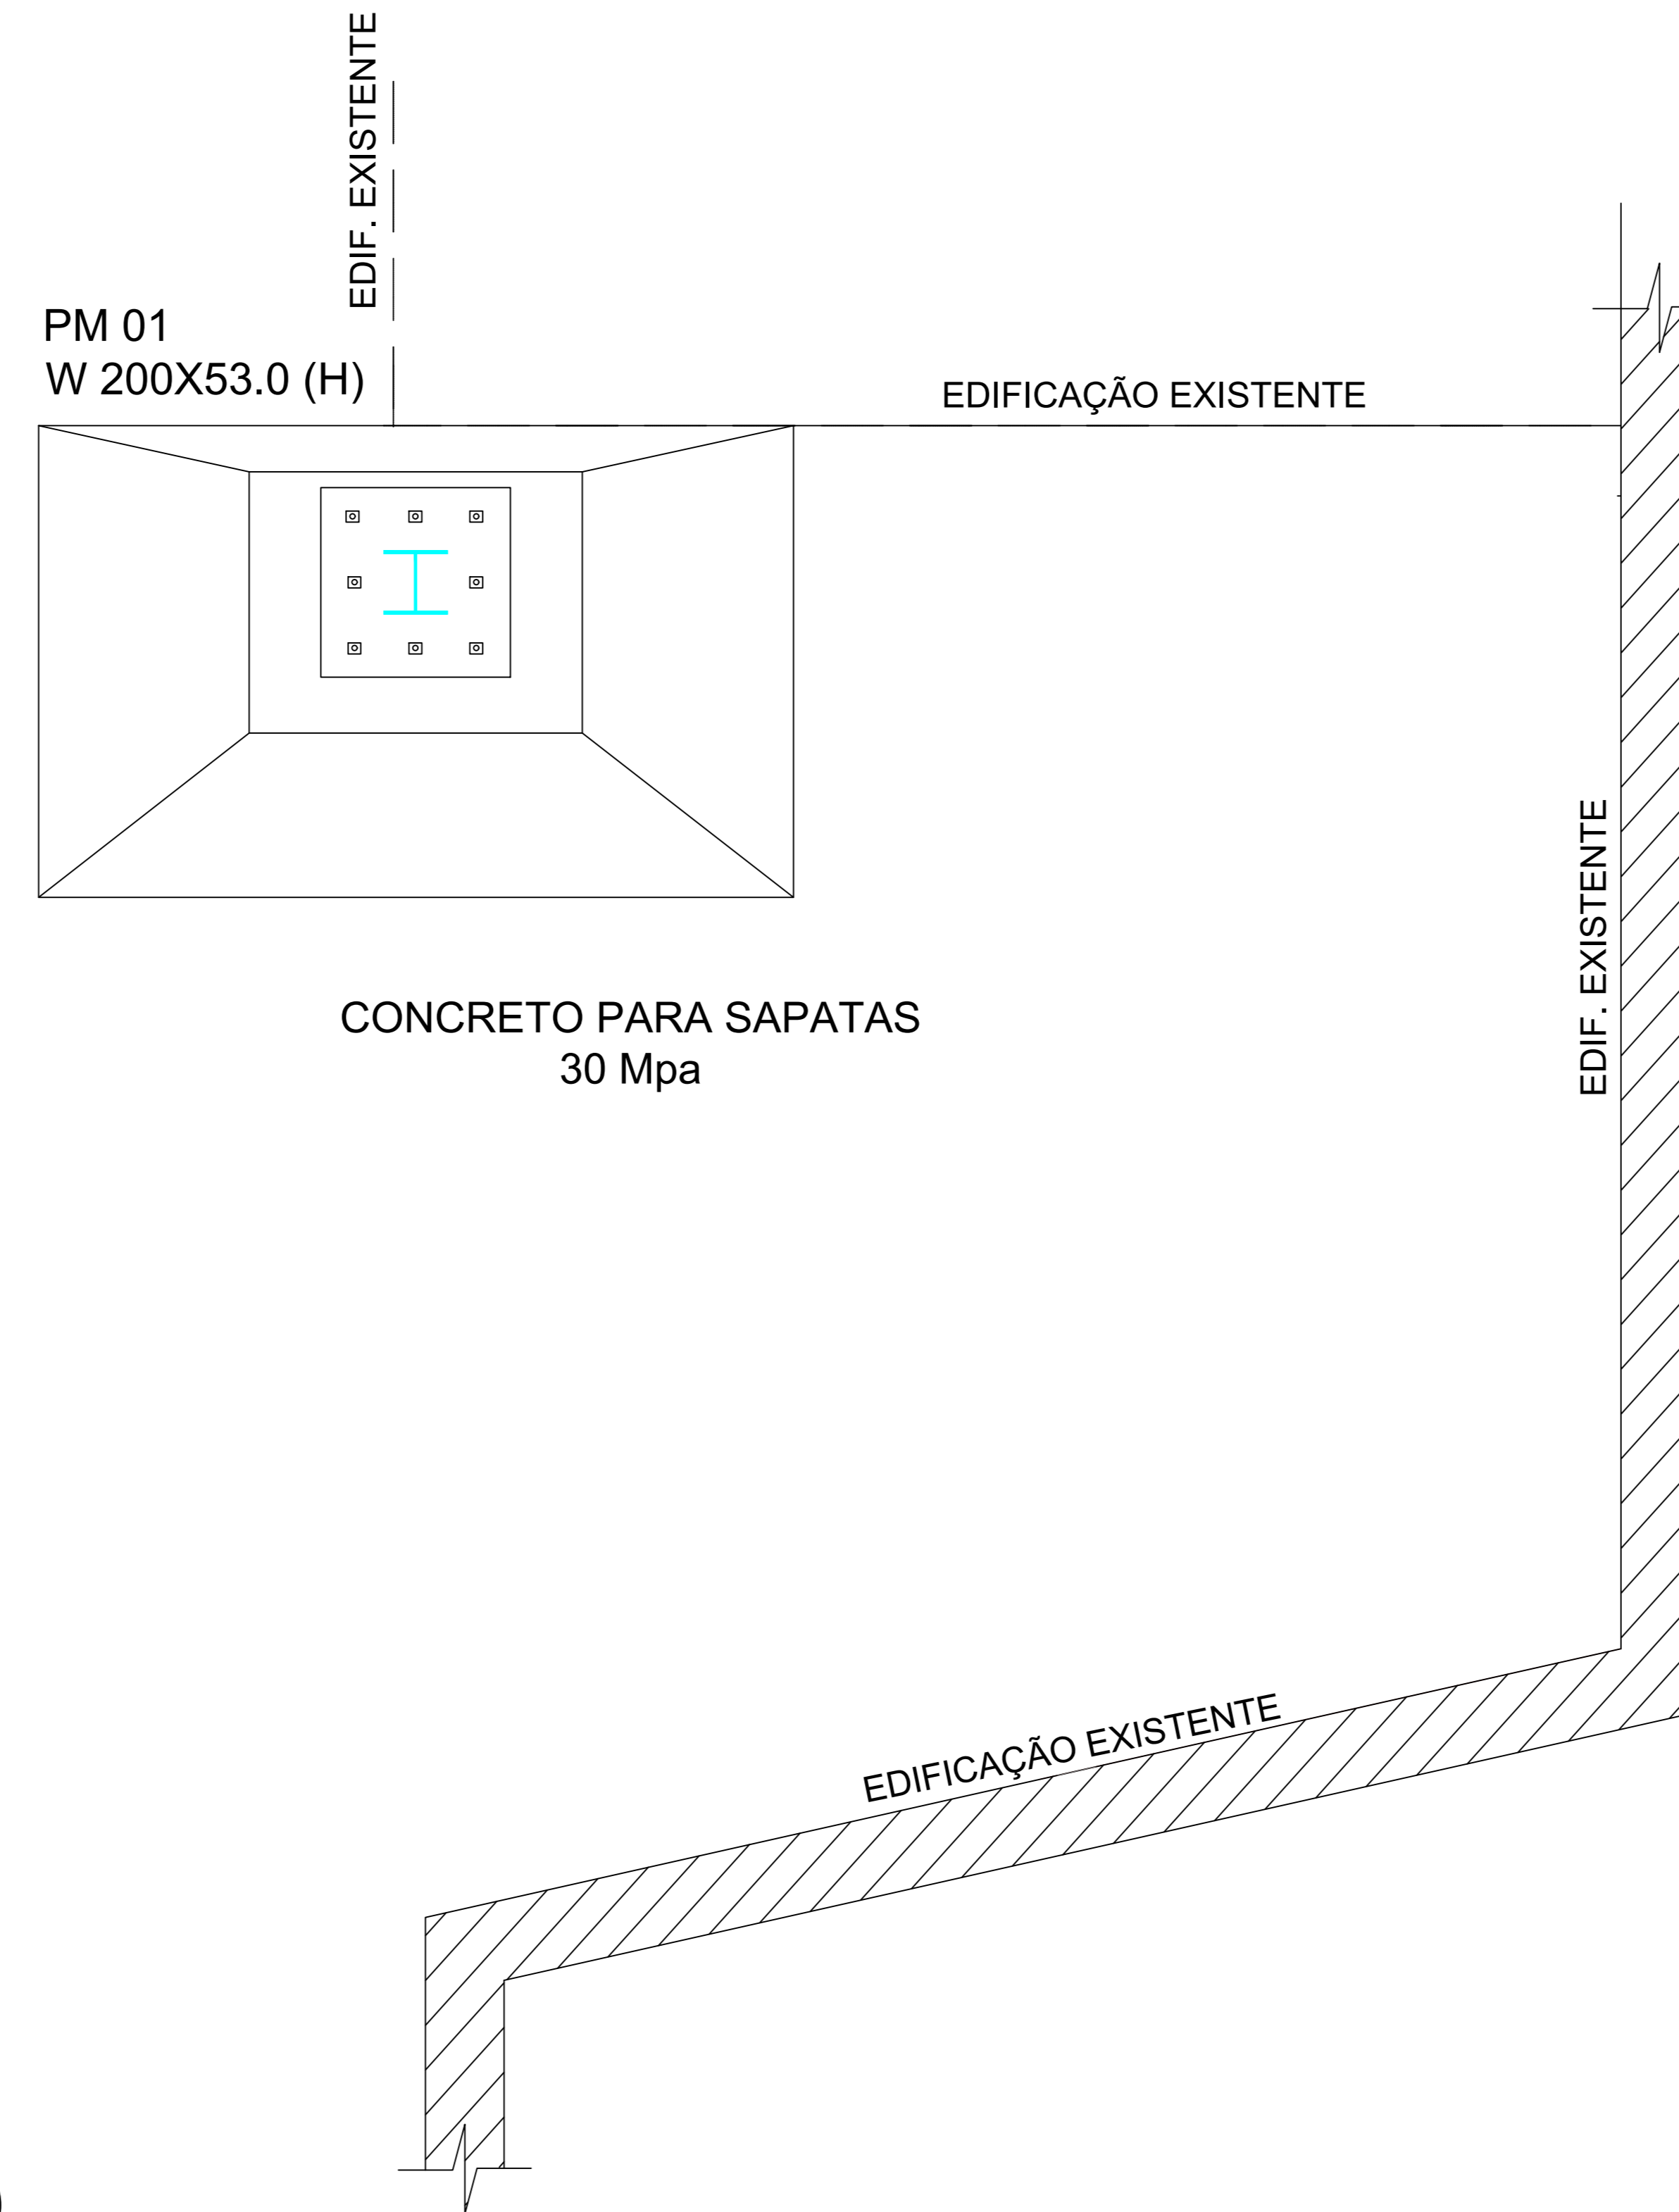 EDIF. EXISTENTE
PM 01
W 200X53.0 (H)
EDIFICAÇÃO EXISTENTE
EDIF. EXISTENTE
CONCRETO PARA SAPATAS
30 Mpa
EDIFICAÇÃO EXISTENTE